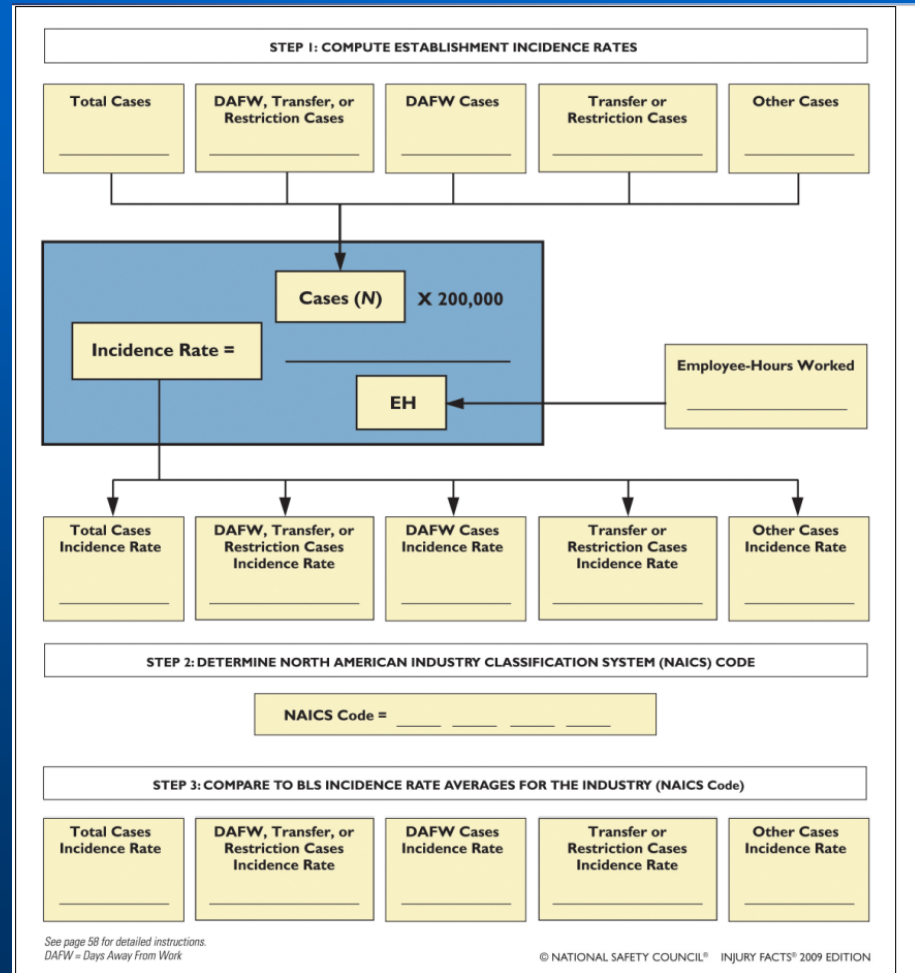 STEP 1: COMPUTE ESTABLISHMENT INCIDENCE RATES
Total Cases
DAFW, Transfer, or
Restriction Cases
DAFW Cases
Transfer or
Restriction Cases
Other Cases
Cases (N)
X 200,000
Incidence Rate =
EH
Employee-Hours Worked
Total Cases
Incidence Rate
DAFW, Transfer, or
Restriction Cases
Incidence Rate
DAFW Cases
Incidence Rate
Transfer or
Restriction Cases
Incidence Rate
Other Cases
Incidence Rate
STEP 2: DETERMINE NORTH AMERICAN INDUSTRY CLASSIFICATION SYSTEM (NAICS) CODE
NAICS Code = ____ ____ ____ ____
STEP 3: COMPARE TO BLS INCIDENCE RATE AVERAGES FOR THE INDUSTRY (NAICS Code)
Total Cases
Incidence Rate
DAFW, Transfer, or
Restriction Cases
Incidence Rate
DAFW Cases
Incidence Rate
Transfer or
Restriction Cases
Incidence Rate
Other Cases
Incidence Rate
See page 58 for detailed instructions.
DAFW = Days Away From Work
© NATIONAL SAFETY COUNCIL® INJURY FACTS® 2009 EDITION